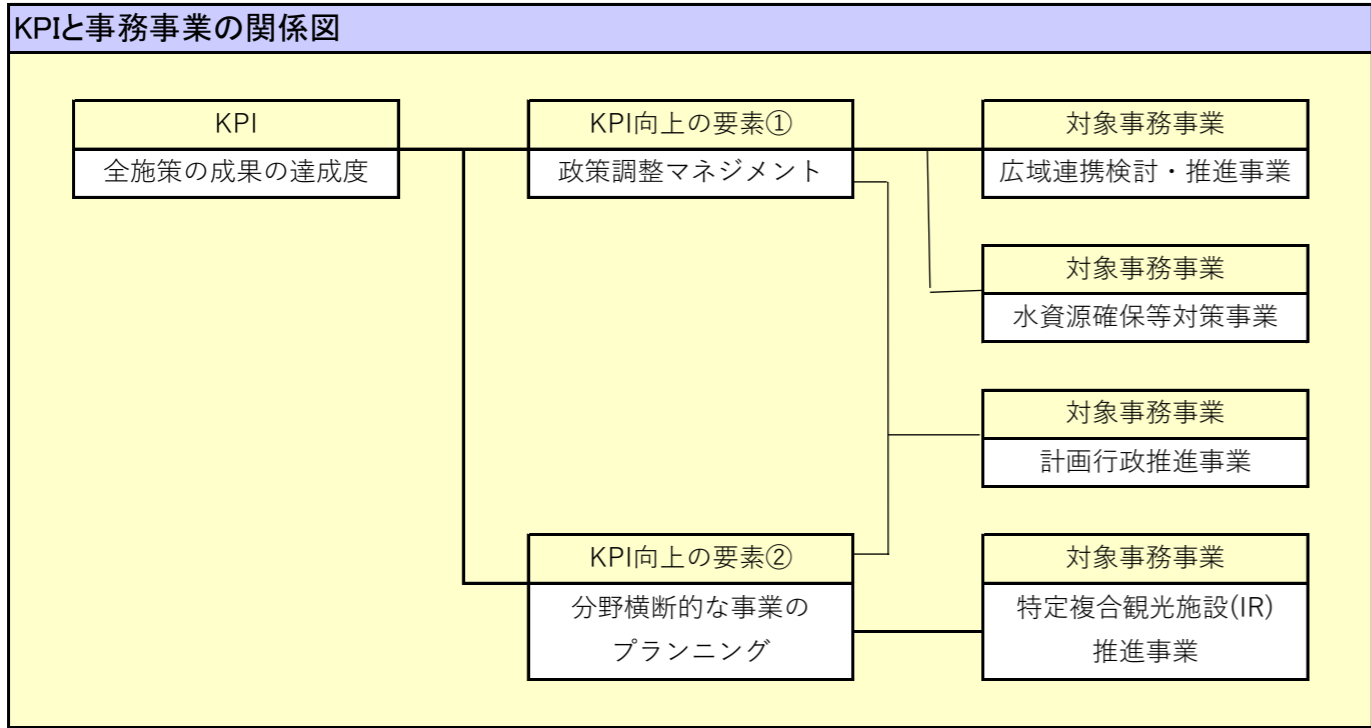 KPIと事務事業の関係図
KPI
全施策の成果の達成度
KPI向上の要素①
政策調整マネジメント
対象事務事業
広域連携検討・推進事業
対象事務事業
水資源確保等対策事業
対象事務事業
計画行政推進事業
KPI向上の要素②
分野横断的な事業の
プランニング
対象事務事業
特定複合観光施設(IR)
推進事業